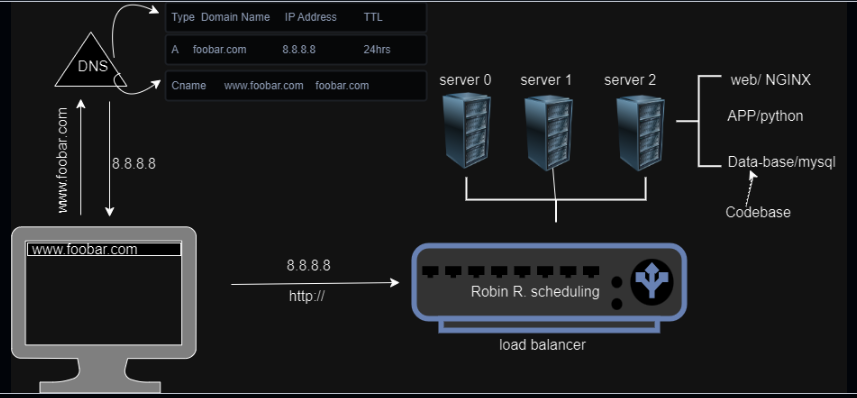 Type Domain Name IP Address TTL
A foobar.com 8.8.8.8 24hrs
Cname www.foobar.com foobar.com
DNS
www.foobar.com
8.8.8.8
server 0 server 1 server 2
web/ NGINX
APP/python
Data-base/mysql
Codebase
www.foobar.com
8.8.8.8
http://
Robin R. scheduling
load balancer